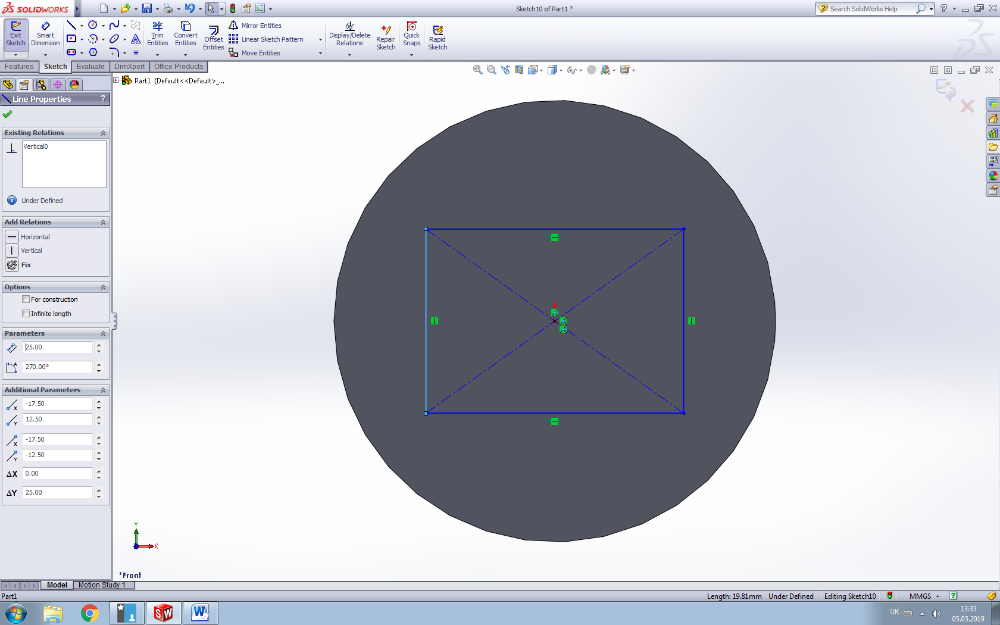 SOLIDWORKS
Sketch10 of Part1 *
Search SolidWorks Help
Exit Sketch
Smart Dimension
Trim Entities
Convert Entities
Offset Entities
Mirror Entities
Linear Sketch Pattern
Move Entities
Display/Delete Relations
Repair Sketch
Quick Snaps
Rapid Sketch
Features
Sketch
Evaluate
DimXpert
Office Products
Part1 (Default<<Default>_...
Line Properties
?
Existing Relations
Vertical0
Under Defined
Add Relations
Horizontal
Vertical
Fix
Options
For construction
Infinite length
Parameters
25.00
270.00°
Additional Parameters
X
-17.50
Y
12.50
X
-17.50
Y
-12.50
ΔX
0.00
ΔY
25.00
Y
X
*Front
Model
Motion Study 1
Part1
Length: 19.81mm
Under Defined
Editing Sketch10
MMGS
UK
13:33
05.03.2019